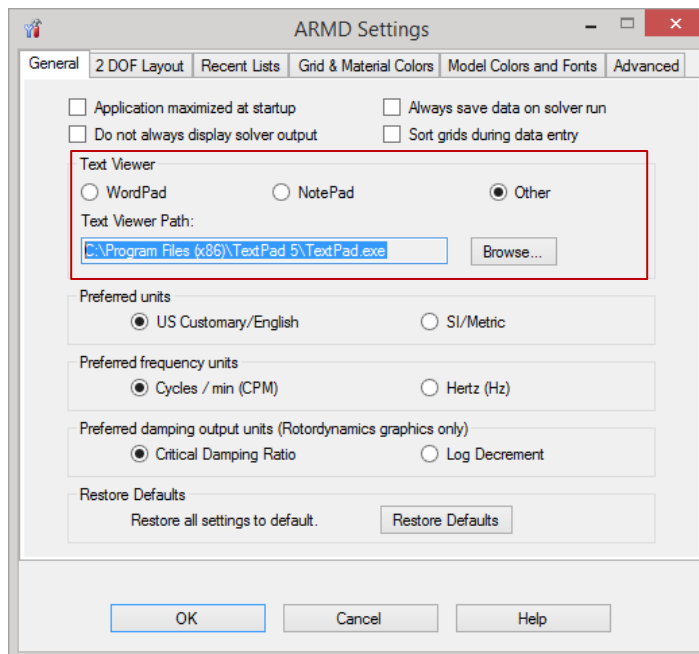 ARMD Settings
General 2 DOF Layout Recent Lists Grid & Material Colors Model Colors and Fonts Advanced
Application maximized at startup Always save data on solver run
Do not always display solver output Sort grids during data entry
Text Viewer
WordPad NotePad Other
Text Viewer Path:
C:\Program Files (x86)\TextPad 5\TextPad.exe Browse...
Preferred units
US Customary/English SI/Metric
Preferred frequency units
Cycles / min (CPM) Hertz (Hz)
Preferred damping output units (Rotordynamics graphics only)
Critical Damping Ratio Log Decrement
Restore Defaults
Restore all settings to default. Restore Defaults
OK Cancel Help